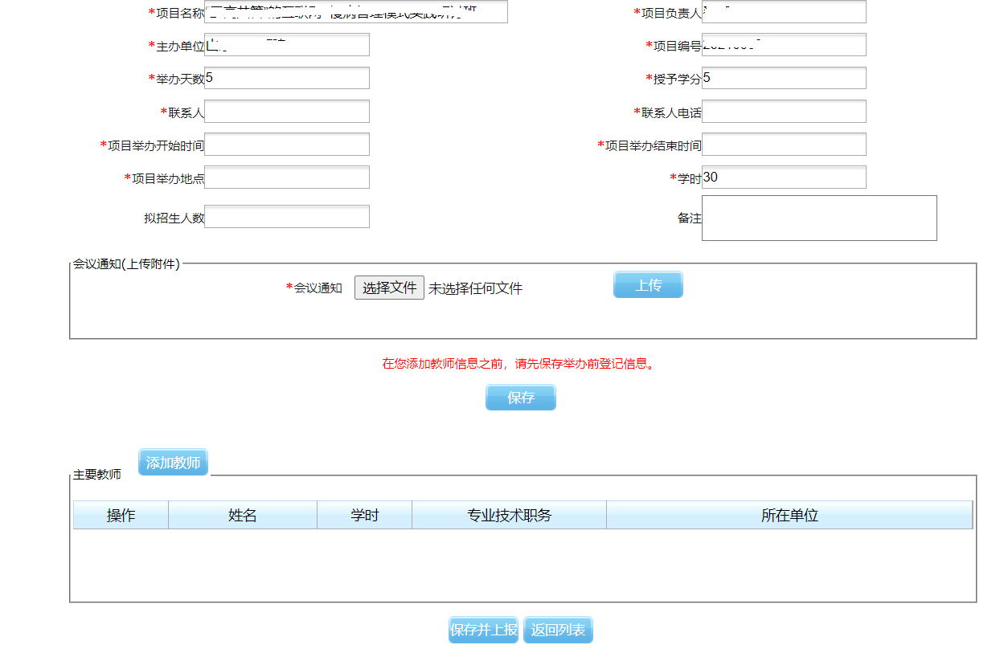 *项目名称
*项目负责人
*主办单位
*项目编号
*举办天数 5
*授予学分 5
*联系人
*联系人电话
*项目举办开始时间
*项目举办结束时间
*项目举办地点
*学时 30
拟招生人数
备注
会议通知(上传附件)
*会议通知 选择文件 未选择任何文件 上传
在您添加教师信息之前，请先保存举办前登记信息。
保存
主要教师 添加教师
操作 姓名 学时 专业技术职务 所在单位
保存并上报 返回列表